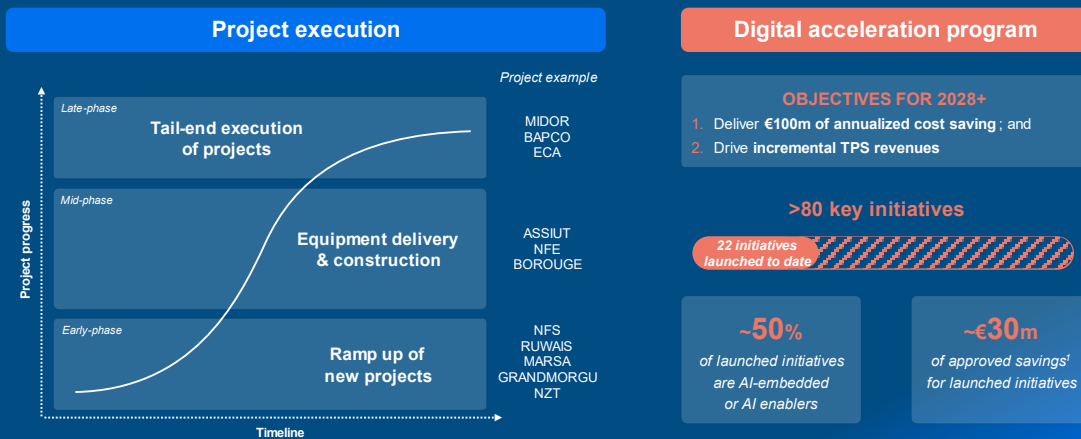 Project execution
Project example
Project progress
Late-phase
Tail-end execution
of projects
MIDOR
BAPCO
ECA
Mid-phase
Equipment delivery
& construction
ASSIUT
NFE
BOROUGE
Early-phase
Ramp up of
new projects
NFS
RUWAIS
MARSA
GRANDMORGU
NZT
Timeline
Digital acceleration program
OBJECTIVES FOR 2028+
1. Deliver €100m of annualized cost saving ; and
2. Drive incremental TPS revenues
>80 key initiatives
22 initiatives
launched to date
~50%
of launched initiatives
are AI-embedded
or AI enablers
~€30m
of approved savings¹
for launched initiatives